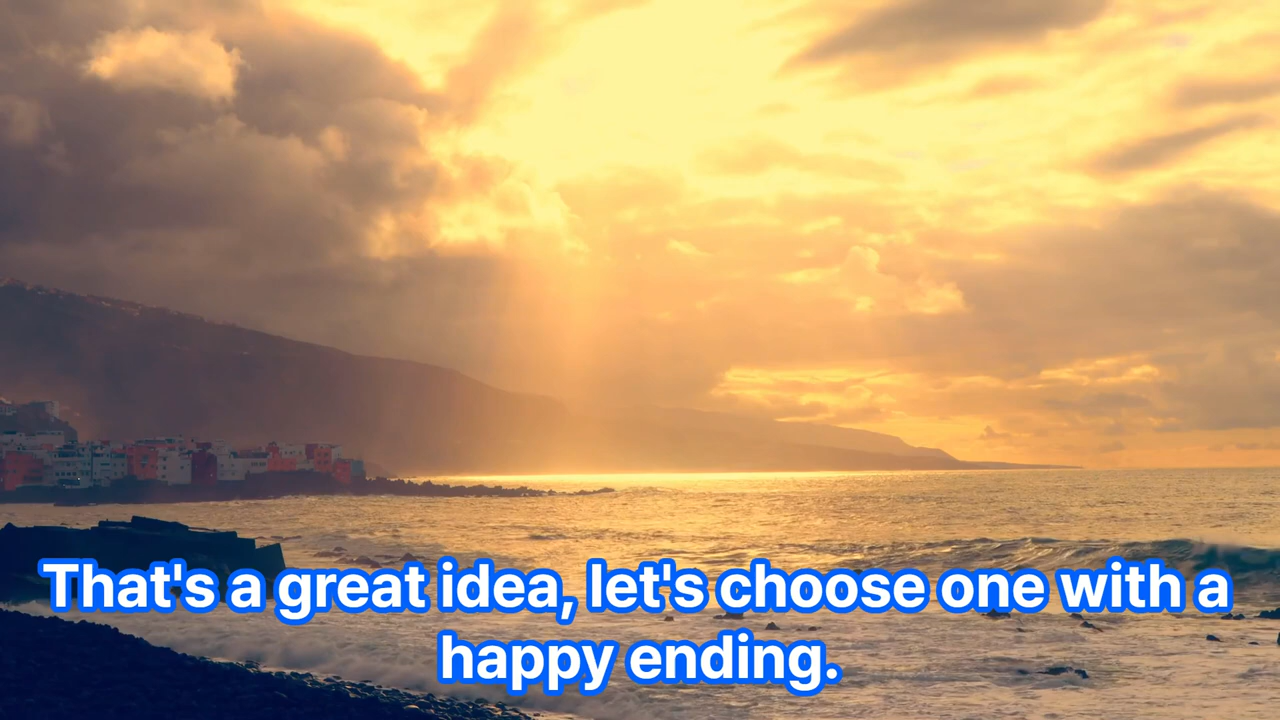 That's a great idea, let's choose one with a
happy ending.